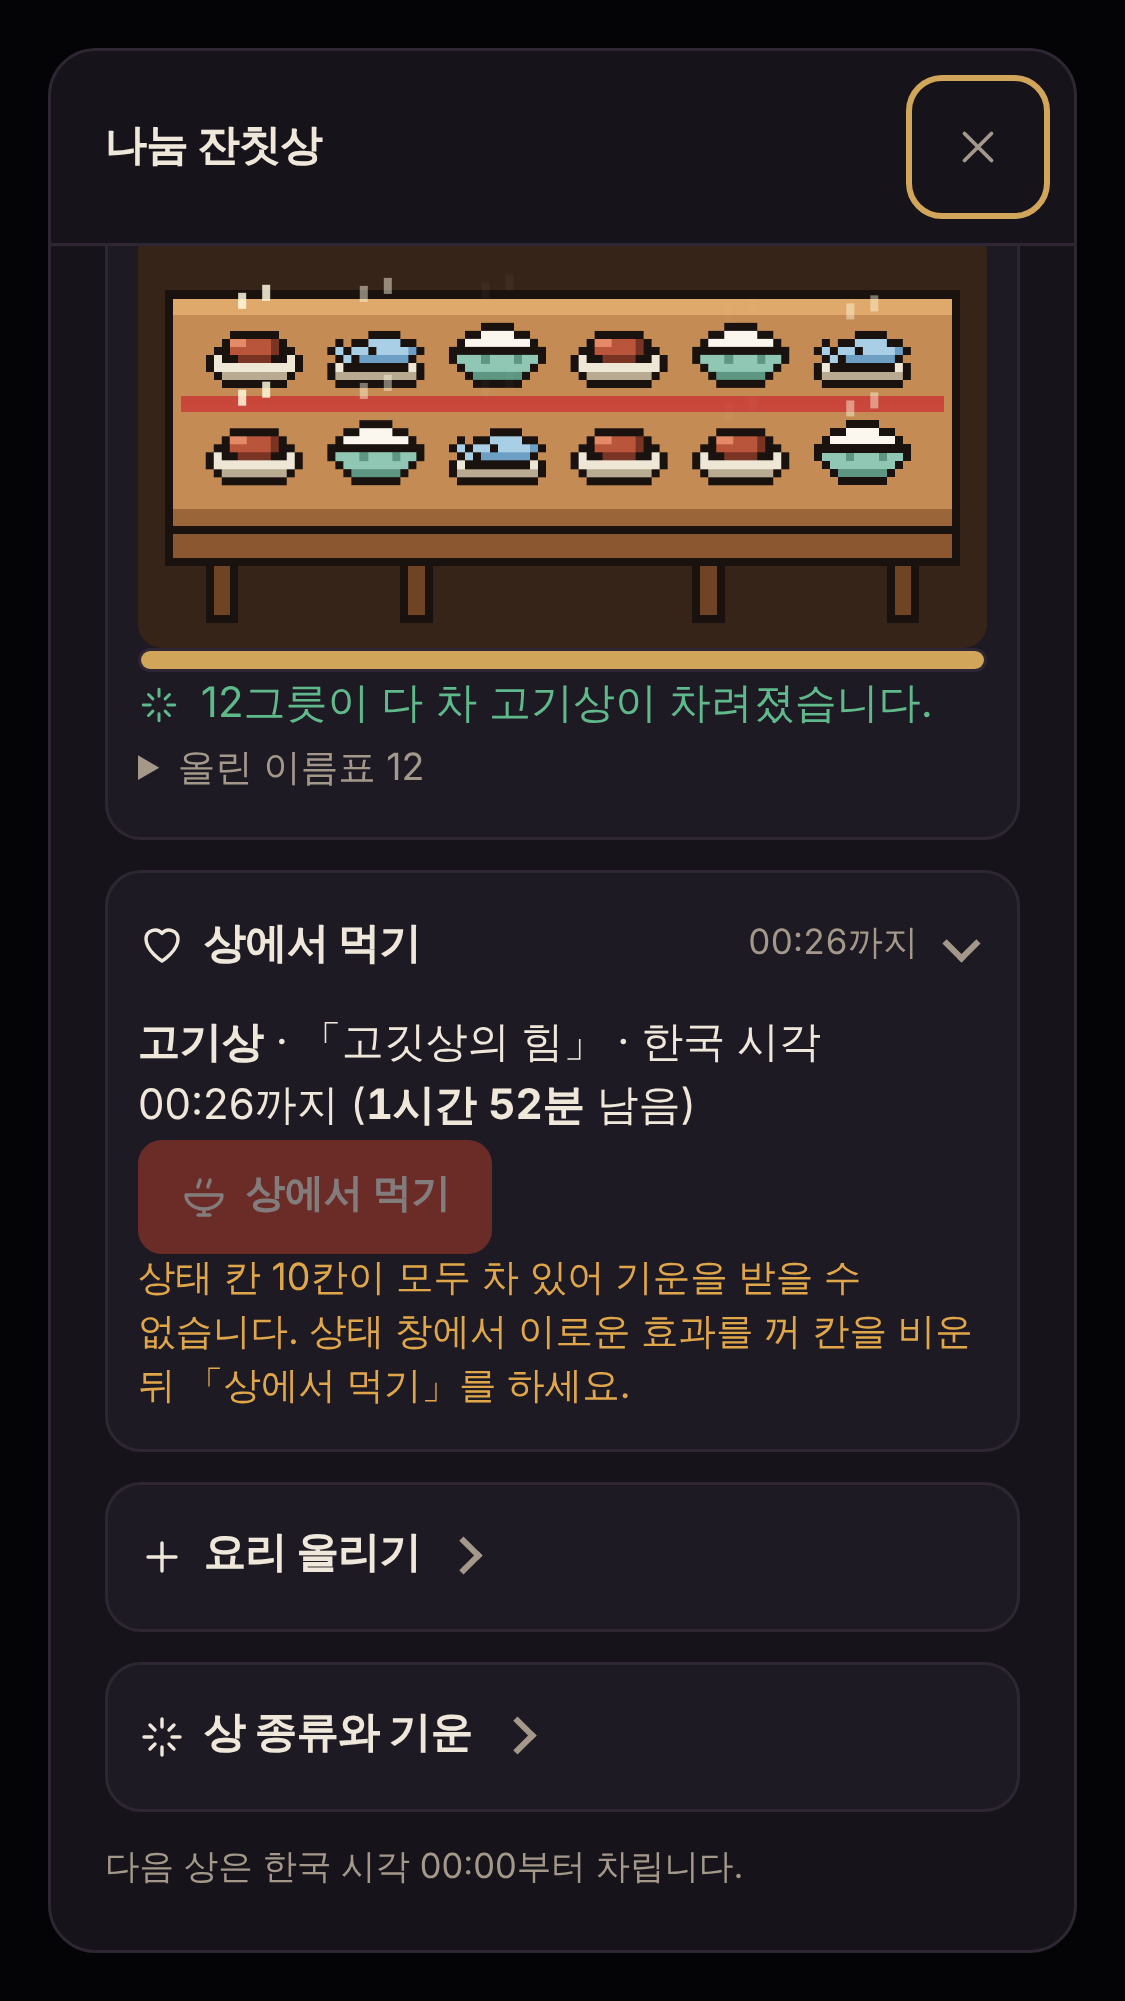 나눔 잔칫상
12그릇이 다 차 고기상이 차려졌습니다.
▶ 올린 이름표 12
상에서 먹기
00:26까지
고기상 · 「고깃상의 힘」 · 한국 시각
00:26까지 (1시간 52분 남음)
상에서 먹기
상태 칸 10칸이 모두 차 있어 기운을 받을 수
없습니다. 상태 창에서 이로운 효과를 꺼 칸을 비운
뒤 「상에서 먹기」를 하세요.
요리 올리기
상 종류와 기운
다음 상은 한국 시각 00:00부터 차립니다.